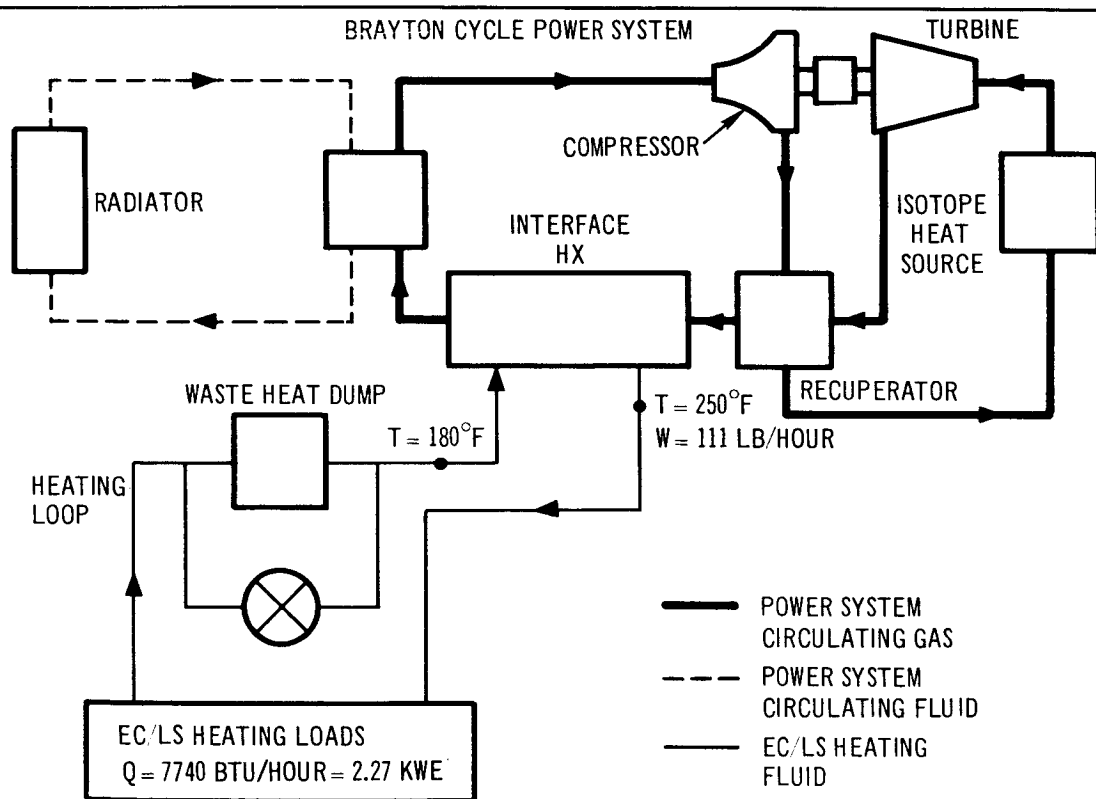 BRAYTON CYCLE POWER SYSTEM
TURBINE
COMPRESSOR
RADIATOR
INTERFACE
HX
ISOTOPE
HEAT
SOURCE
RECUPERATOR
WASTE HEAT DUMP
T = 180°F
T = 250°F
W = 111 LB/HOUR
HEATING
LOOP
POWER SYSTEM
CIRCULATING GAS
POWER SYSTEM
CIRCULATING FLUID
EC/LS HEATING
FLUID
EC/LS HEATING LOADS
Q = 7740 BTU/HOUR = 2.27 KWE